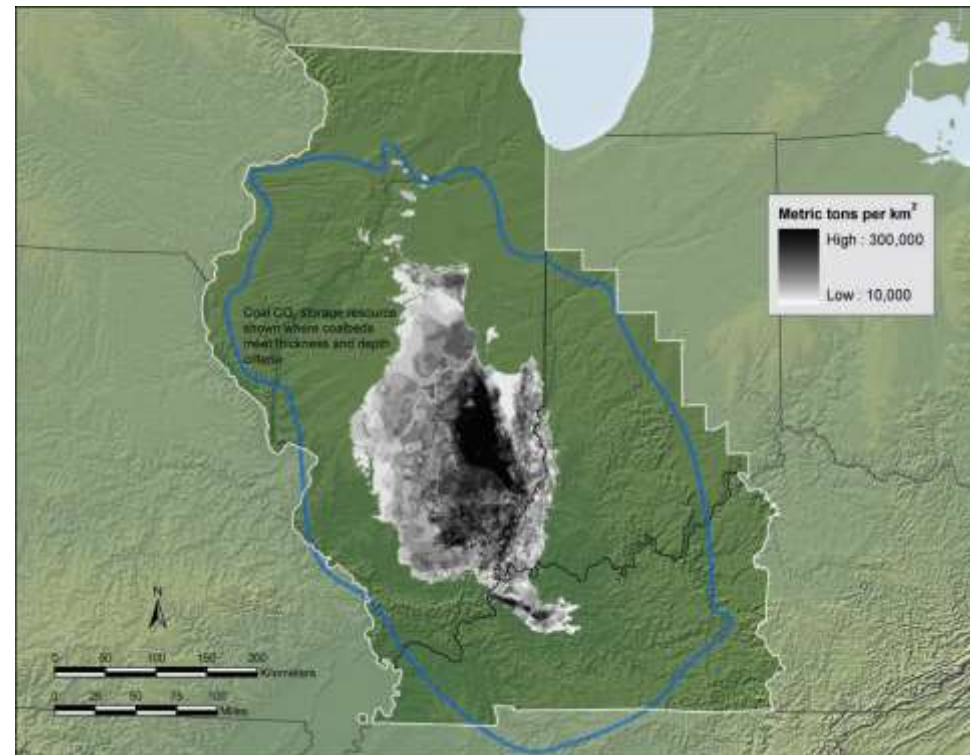 Metric tons per km²
High : 300,000
Low : 10,000
Coal CO₂ storage resource
shown where coalbeds
meet thickness and depth
criteria
N
0 50 100 150 200
Kilometers
0 25 50 75 100
Miles